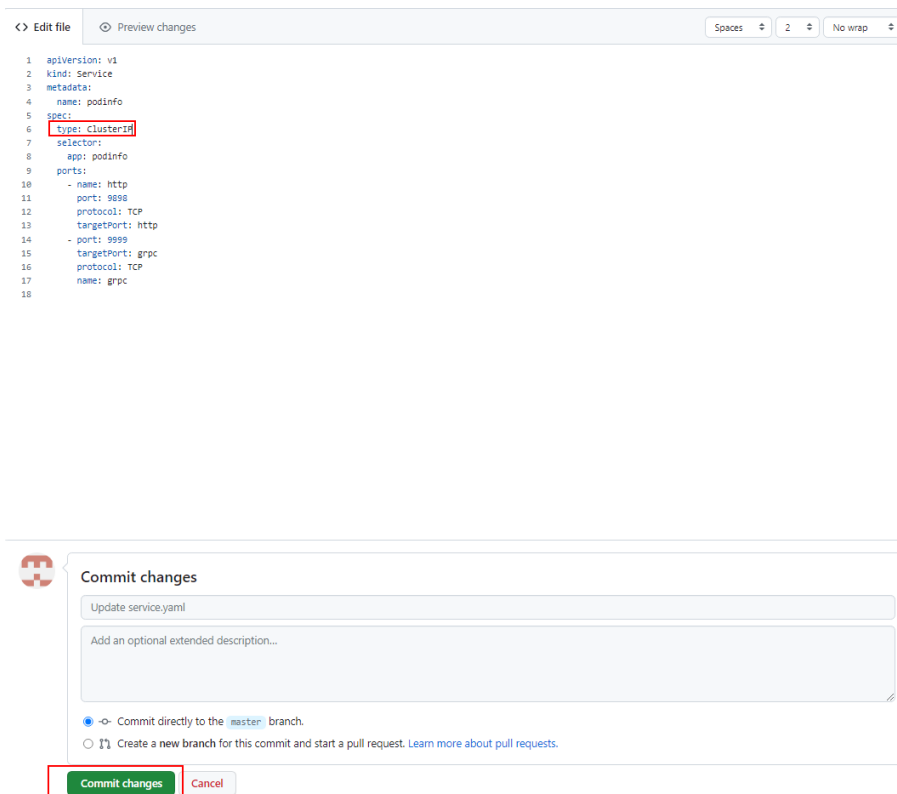 <> Edit file
Preview changes
Spaces
2
No wrap
1 apiVersion: v1
2 kind: Service
3 metadata:
4 name: podinfo
5 spec:
6 type: ClusterIP
7 selector:
8 app: podinfo
9 ports:
10 - name: http
11 port: 9898
12 protocol: TCP
13 targetPort: http
14 - port: 9999
15 targetPort: grpc
16 protocol: TCP
17 name: grpc
18
Commit changes
Update service.yaml
Add an optional extended description...
Commit directly to the master branch.
Create a new branch for this commit and start a pull request. Learn more about pull requests.
Commit changes
Cancel